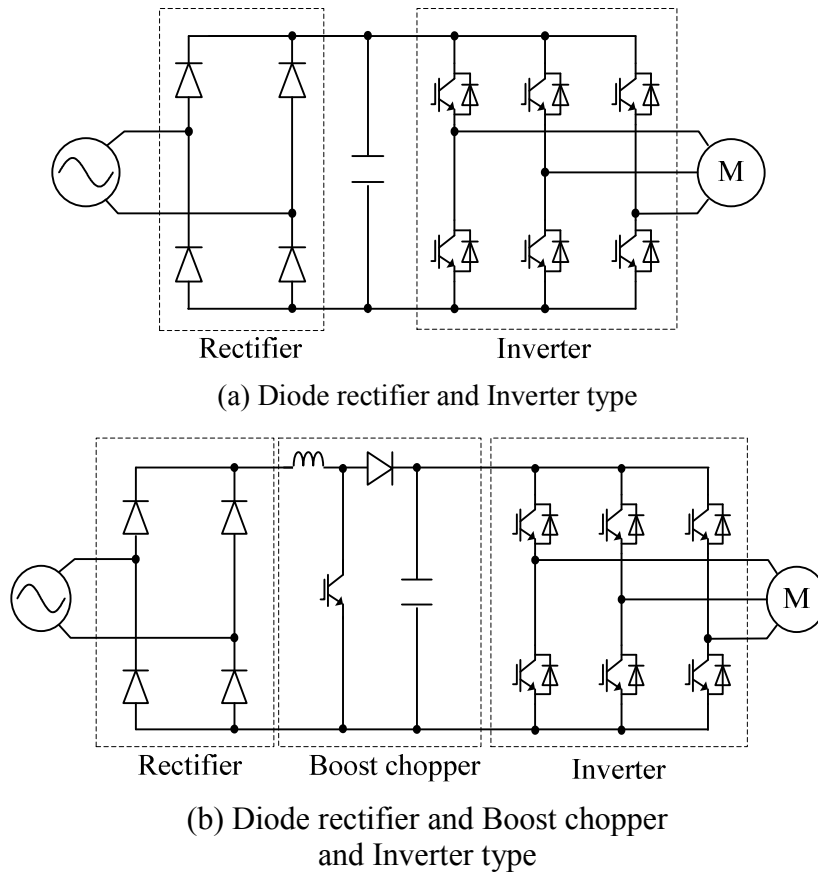 M
Rectifier
Inverter
(a) Diode rectifier and Inverter type
M
Rectifier
Boost chopper
Inverter
(b) Diode rectifier and Boost chopper
and Inverter type